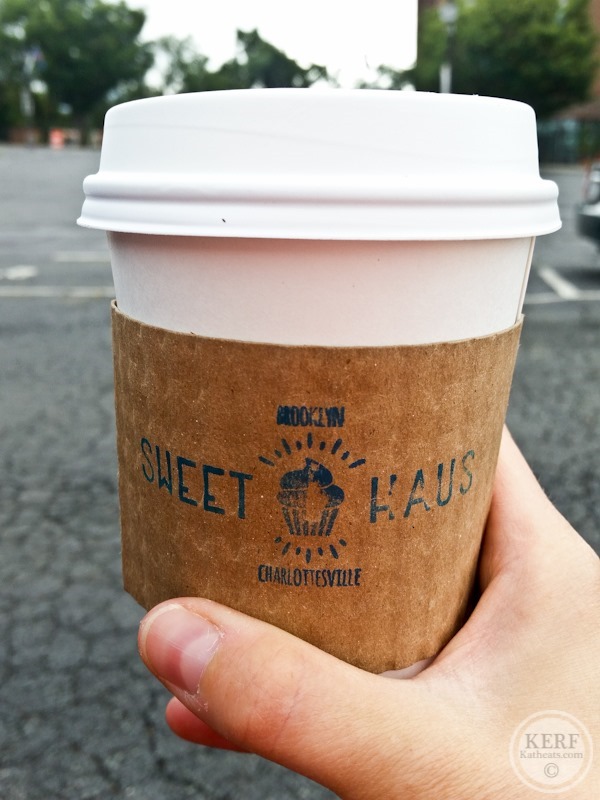 BROOKLYN
SWEET HAUS
CHARLOTTESVILLE
KERF
Katheats.com
©